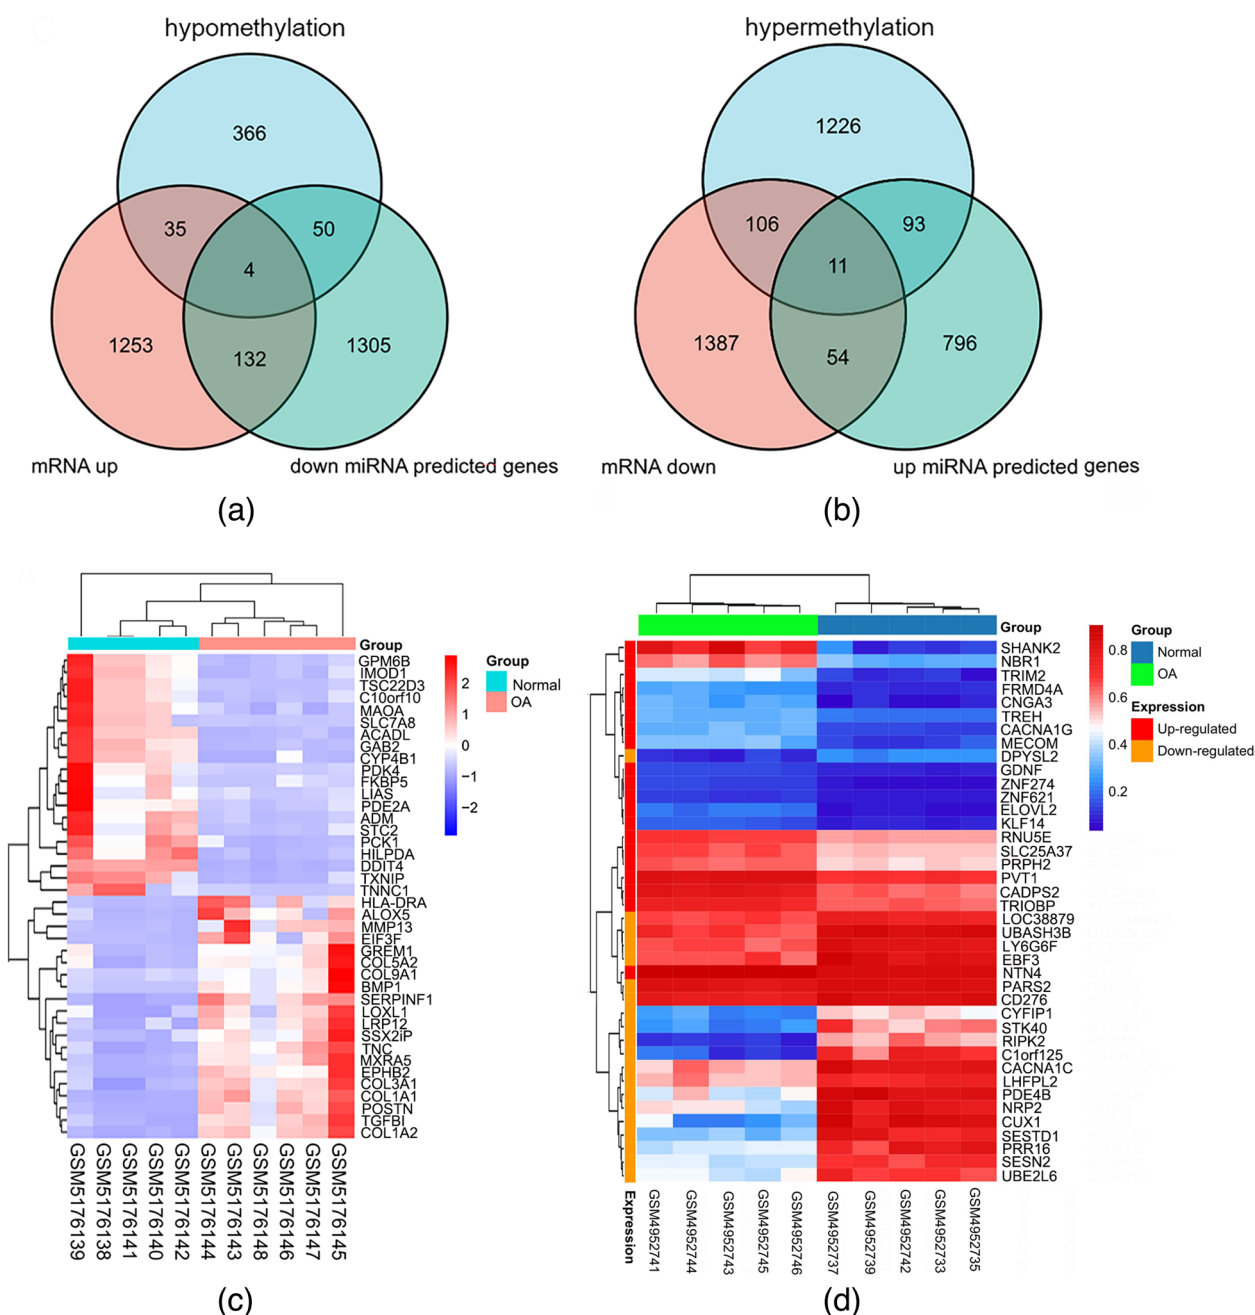 hypomethylation
366
35
50
4
1253
132
1305
mRNA up
down miRNA predicted genes
(a)
hypermethylation
1226
106
93
11
1387
54
796
mRNA down
up miRNA predicted genes
(b)
Group
GPM6B
IMOD1
TSC22D3
C10orf10
MAOA
SLC7A8
ACADL
GAB2
CYP4B1
PDK4
FKBP5
LIAS
PDE2A
ADM
STC2
PCK1
HILPDA
DDIT4
TXNIP
TNNC1
HLA-DRA
ALOX5
MMP13
EIF3F
GREM1
COL5A2
COL9A1
BMP1
SERPINF1
LOXL1
LRP12
SSX2iP
TNC
MXRA5
EPHB2
COL3A1
COL1A1
POSTN
TGFBI
COL1A2
2
1
0
−1
−2
Group
Normal
OA
GSM5176139
GSM5176138
GSM5176141
GSM5176140
GSM5176142
GSM5176144
GSM5176143
GSM5176148
GSM5176146
GSM5176147
GSM5176145
(c)
Group
SHANK2
NBR1
TRIM2
FRMD4A
CNGA3
TREH
CACNA1G
MECOM
DPYSL2
GDNF
ZNF274
ZNF621
ELOVL2
KLF14
RNU5E
SLC25A37
PRPH2
PVT1
CADPS2
TRIOBP
LOC38879
UBASH3B
LY6G6F
EBF3
NTN4
PARS2
CD276
CYFIP1
STK40
RIPK2
C1orf125
CACNA1C
LHFPL2
PDE4B
NRP2
CUX1
SESTD1
PRR16
SESN2
UBE2L6
0.8
0.6
0.4
0.2
Group
Normal
OA
Expression
Up-regulated
Down-regulated
Expression
GSM4952741
GSM4952744
GSM4952743
GSM4952745
GSM4952746
GSM4952737
GSM4952739
GSM4952742
GSM4952733
GSM4952735
(d)